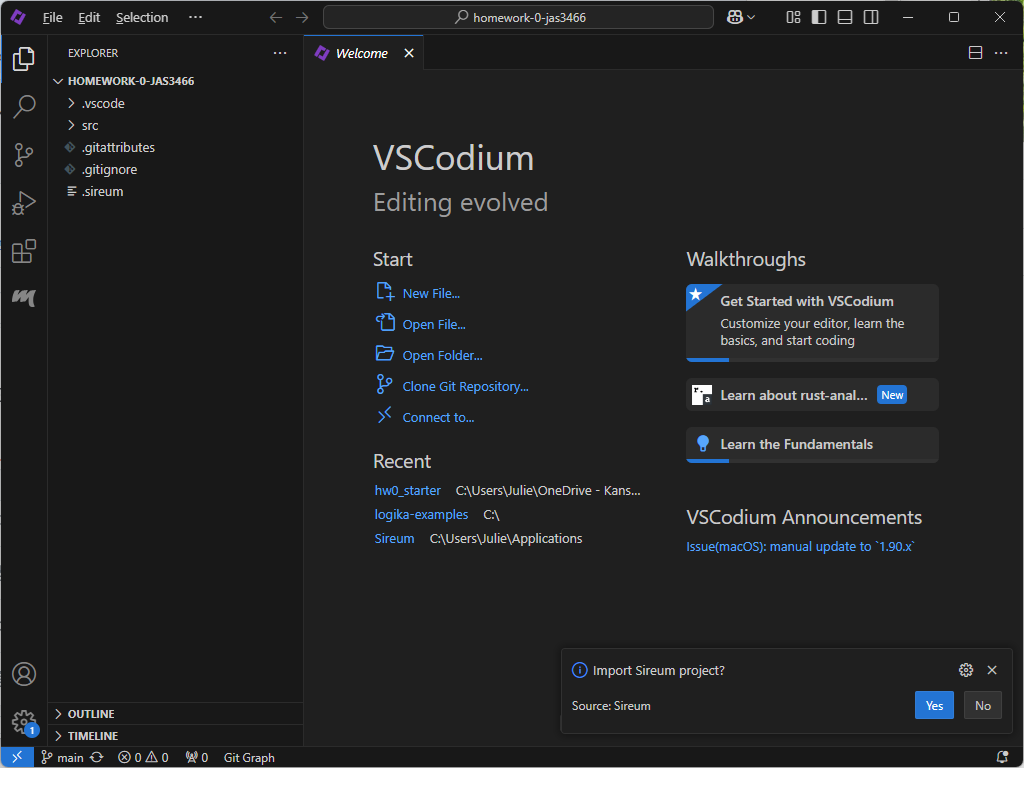 File Edit Selection ··· homework-0-jas3466
EXPLORER ···
HOMEWORK-0-JAS3466
.vscode
src
.gitattributes
.gitignore
.sireum
OUTLINE
TIMELINE
Welcome
VSCodium
Editing evolved
Start
New File...
Open File...
Open Folder...
Clone Git Repository...
Connect to...
Recent
hw0_starter C:\Users\Julie\OneDrive - Kans...
logika-examples C:\
Sireum C:\Users\Julie\Applications
Walkthroughs
Get Started with VSCodium
Customize your editor, learn the
basics, and start coding
r.
a
Learn about rust-anal... New
Learn the Fundamentals
VSCodium Announcements
Issue(macOS): manual update to `1.90.x`
Import Sireum project?
Source: Sireum Yes No
1
main 0 0 0 Git Graph